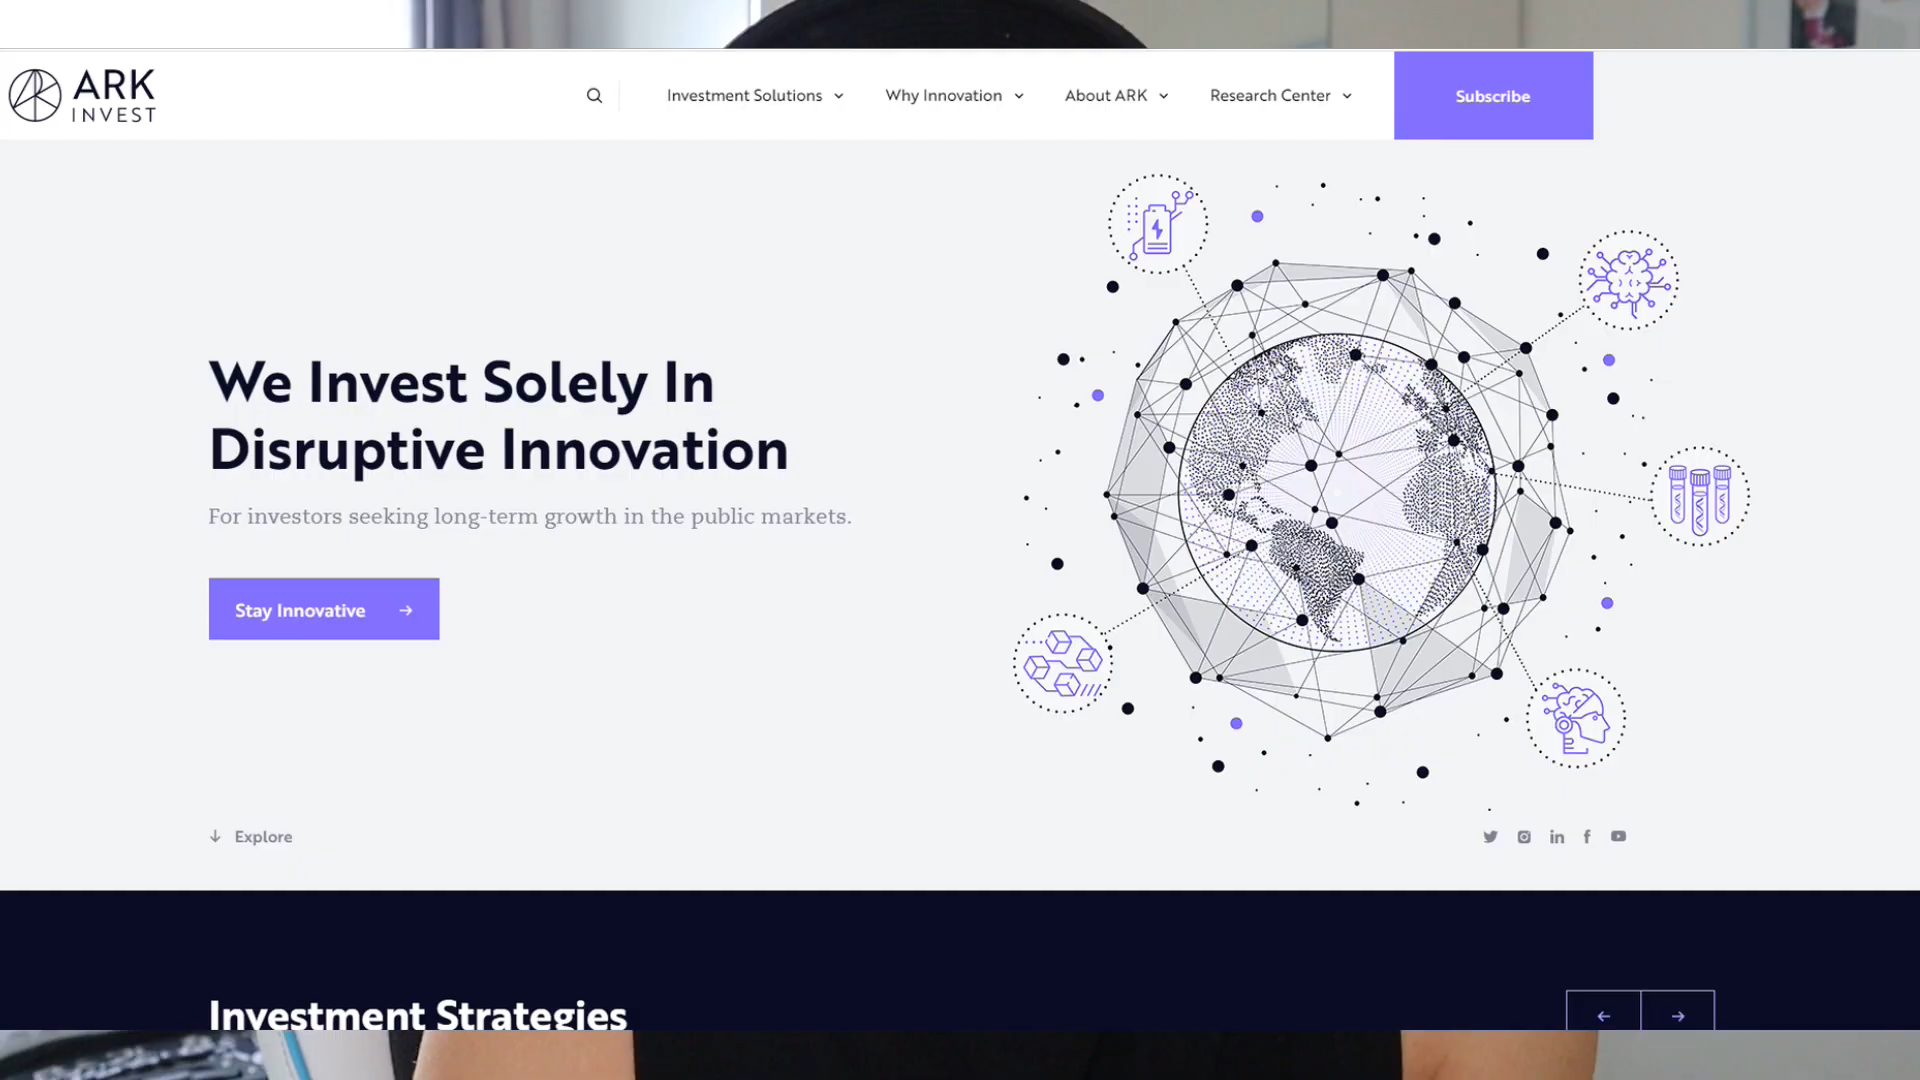 ARK
INVEST
Investment Solutions
Why Innovation
About ARK
Research Center
Subscribe
We Invest Solely In
Disruptive Innovation
For investors seeking long-term growth in the public markets.
Stay Innovative
Explore
Investment Strategies